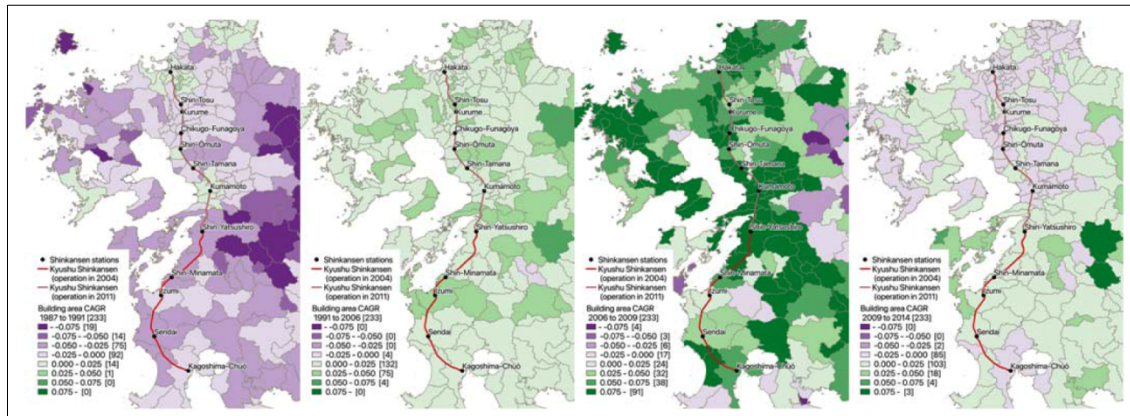 Hakata
Shin-Tosu
Kurume
Chikugo-Funagoya
Shin-Omuta
Shin-Tamana
Kumamoto
Shin-Yatsushiro
Shin-Minamata
Izumi
Sendai
Kagoshima-Chuo
Shinkansen stations
Kyushu Shinkansen
(operation in 2004)
Kyushu Shinkansen
(operation in 2011)
Building area CAGR
1987 to 1991 [233]
- -0.075 [19]
-0.075 - -0.050 [14]
-0.050 - -0.025 [75]
-0.025 - 0.000 [92]
0.000 - 0.025 [14]
0.025 - 0.050 [1]
0.050 - 0.075 [0]
0.075 - [0]
Hakata
Shin-Tosu
Kurume
Chikugo-Funagoya
Shin-Omuta
Shin-Tamana
Kumamoto
Shin-Yatsushiro
Shin-Minamata
Izumi
Sendai
Kagoshima-Chuo
Shinkansen stations
Kyushu Shinkansen
(operation in 2004)
Kyushu Shinkansen
(operation in 2011)
Building area CAGR
1991 to 2006 [233]
- -0.075 [0]
-0.075 - -0.050 [0]
-0.050 - -0.025 [0]
-0.025 - 0.000 [4]
0.000 - 0.025 [132]
0.025 - 0.050 [75]
0.050 - 0.075 [4]
0.075 - [0]
Hakata
Shin-Tosu
Kurume
Chikugo-Funagoya
Shin-Omuta
Shin-Tamana
Kumamoto
Shin-Yatsushiro
Shin-Minamata
Izumi
Sendai
Kagoshima-Chuo
Shinkansen stations
Kyushu Shinkansen
(operation in 2004)
Kyushu Shinkansen
(operation in 2011)
Building area CAGR
2006 to 2009 [233]
- -0.075 [4]
-0.075 - -0.050 [3]
-0.050 - -0.025 [6]
-0.025 - 0.000 [17]
0.000 - 0.025 [24]
0.025 - 0.050 [32]
0.050 - 0.075 [38]
0.075 - [91]
Hakata
Shin-Tosu
Kurume
Chikugo-Funagoya
Shin-Omuta
Shin-Tamana
Kumamoto
Shin-Yatsushiro
Shin-Minamata
Izumi
Sendai
Kagoshima-Chuo
Shinkansen stations
Kyushu Shinkansen
(operation in 2004)
Kyushu Shinkansen
(operation in 2011)
Building area CAGR
2009 to 2014 [233]
- -0.075 [0]
-0.075 - -0.050 [0]
-0.050 - -0.025 [2]
-0.025 - 0.000 [85]
0.000 - 0.025 [103]
0.025 - 0.050 [18]
0.050 - 0.075 [4]
0.075 - [3]